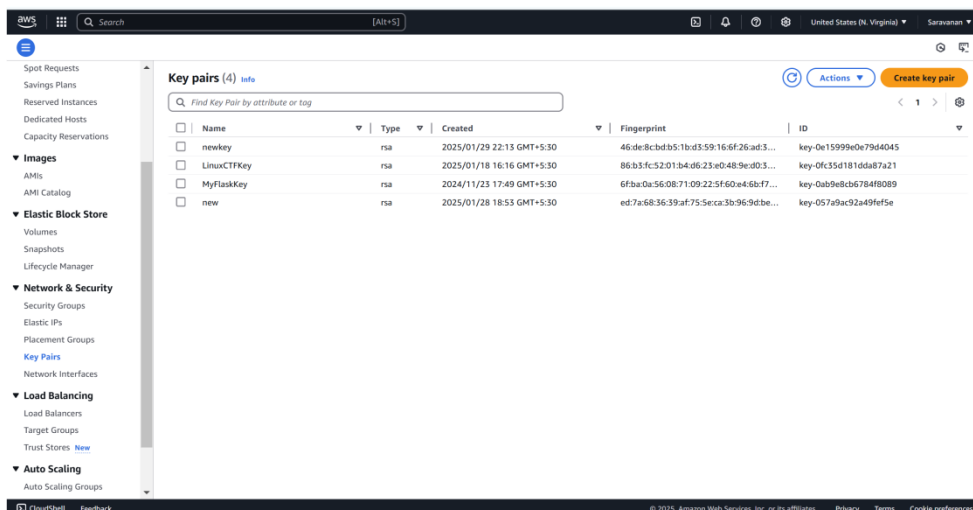 aws
Search [Alt+S] United States (N. Virginia) Saravanan
Spot Requests
Savings Plans
Reserved Instances
Dedicated Hosts
Capacity Reservations
Images
AMIs
AMI Catalog
Elastic Block Store
Volumes
Snapshots
Lifecycle Manager
Network & Security
Security Groups
Elastic IPs
Placement Groups
Key Pairs
Network Interfaces
Load Balancing
Load Balancers
Target Groups
Trust Stores New
Auto Scaling
Auto Scaling Groups
Key pairs (4) Info
Actions
Create key pair
Find Key Pair by attribute or tag
1
Name Type Created Fingerprint ID
newkey rsa 2025/01/29 22:13 GMT+5:30 46:de:8c:bd:b5:1b:d3:59:16:6f:26:ad:3... key-0e15999e0e79d4045
LinuxCTFKey rsa 2025/01/18 16:16 GMT+5:30 86:b3:fc:52:01:b4:d6:23:e0:48:9e:d0:3... key-0fc35d181dda87a21
MyFlaskKey rsa 2024/11/23 17:49 GMT+5:30 6f:ba:0a:56:08:71:09:22:5f:60:e4:6b:f7... key-0ab9e8cb6784f8089
new rsa 2025/01/28 18:53 GMT+5:30 ed:7a:68:36:39:af:75:5e:ca:3b:96:9d:be... key-057a9ac92a49fef5e
CloudShell Feedback © 2025, Amazon Web Services, Inc. or its affiliates. Privacy Terms Cookie preferences